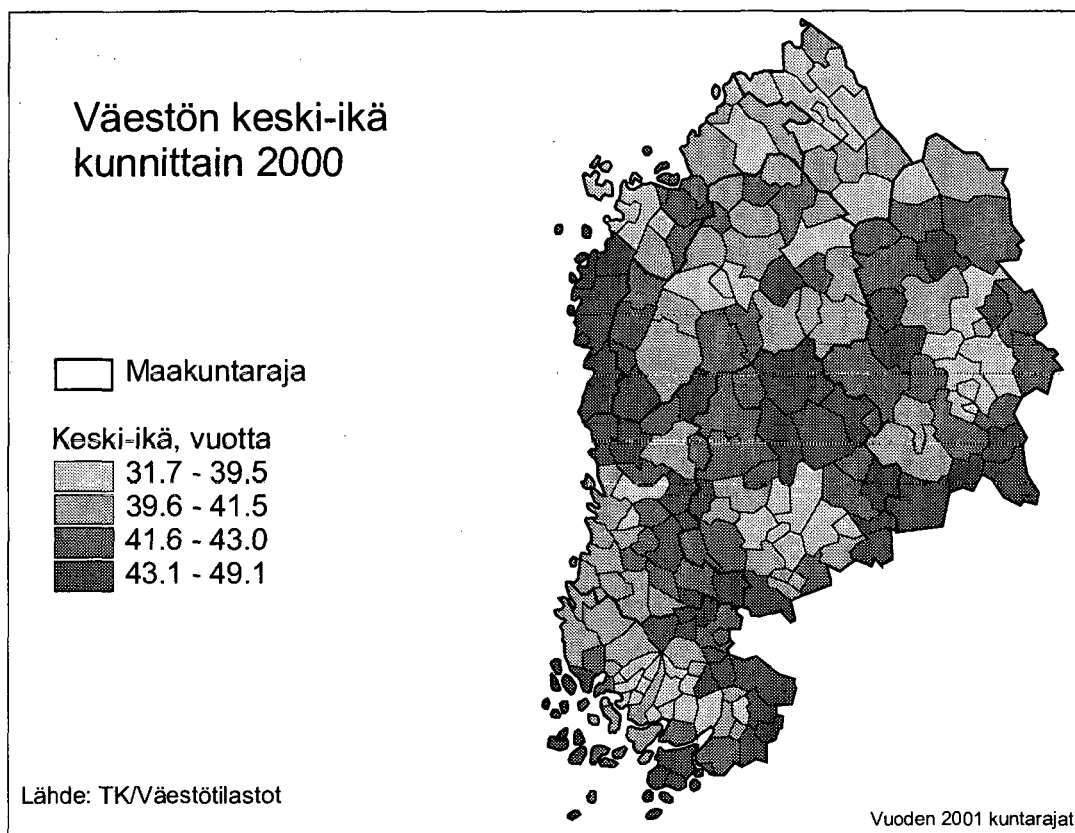 Väestön keski-ikä
kunnittain 2000
Maakuntaraja
Keski-ikä, vuotta
31.7 - 39.5
39.6 - 41.5
41.6 - 43.0
43.1 - 49.1
Lähde: TK/Väestötilastot
Vuoden 2001 kuntarajat